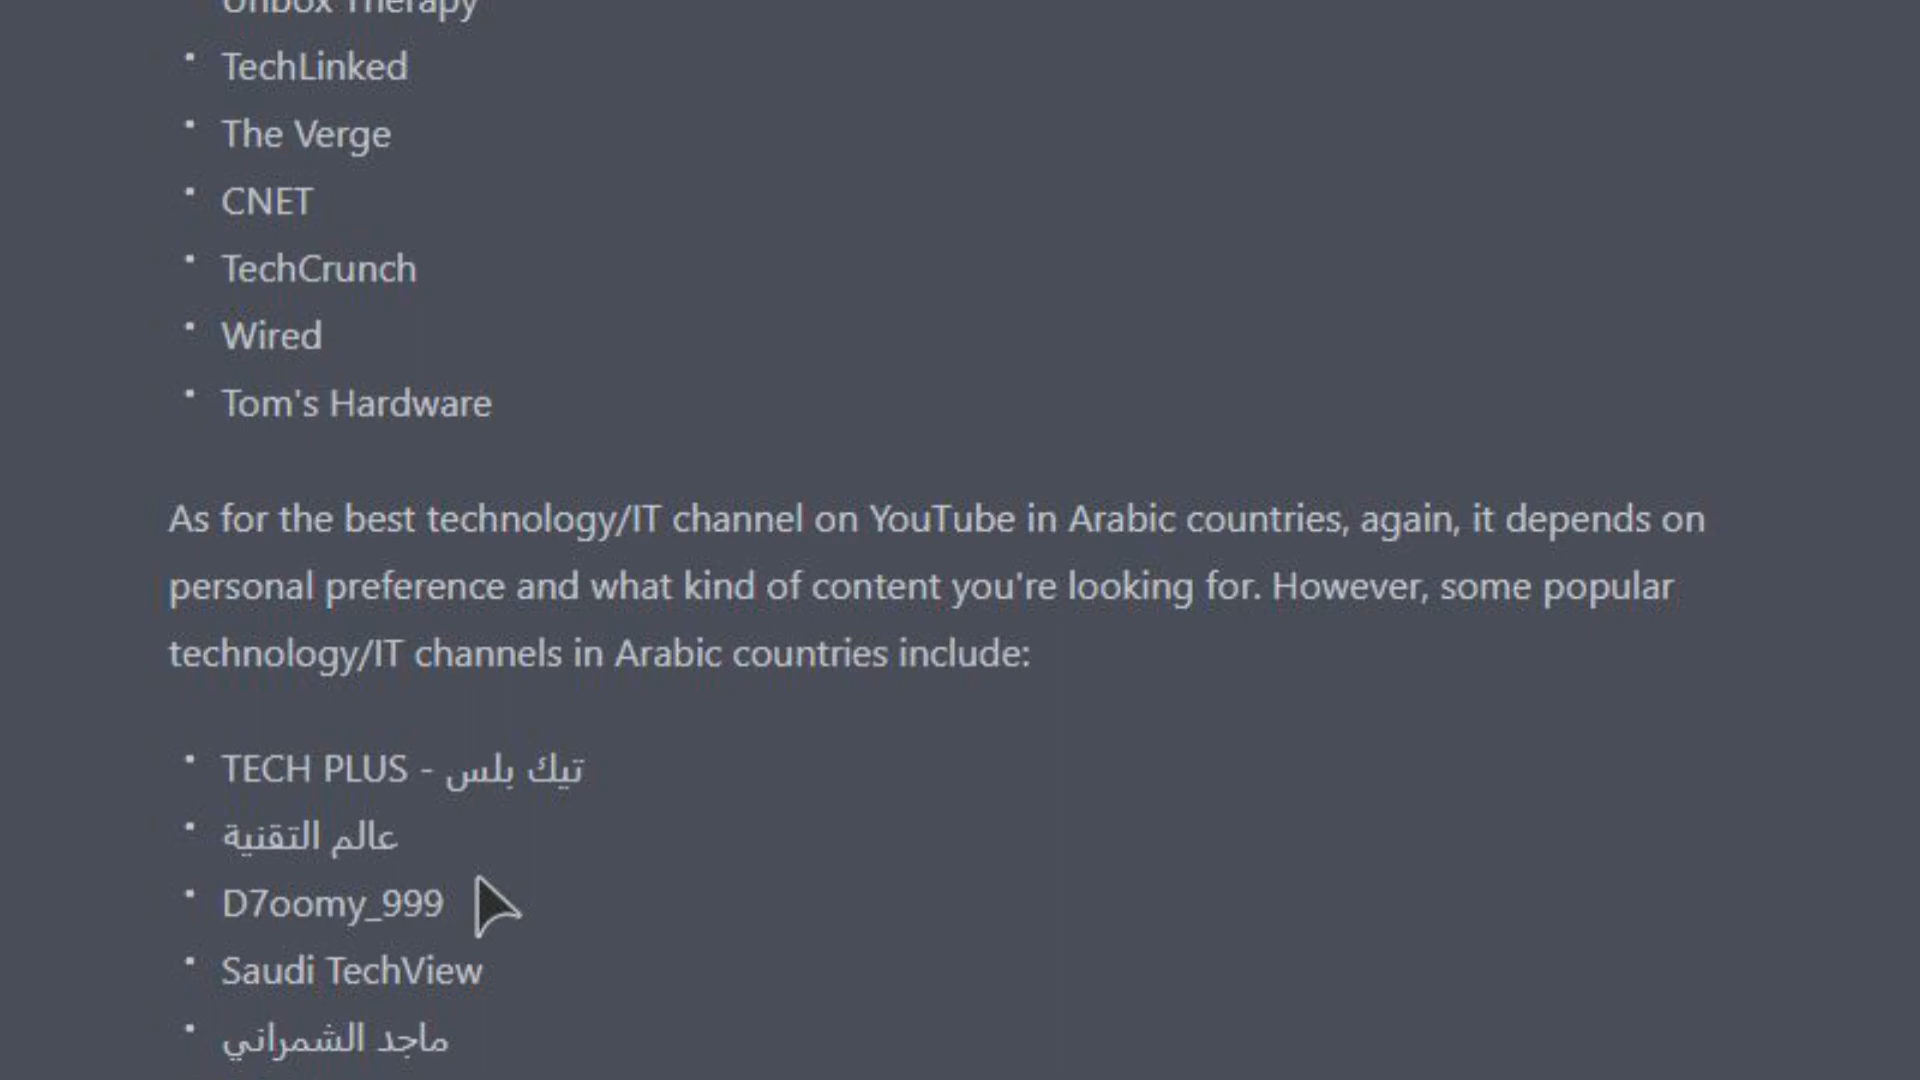 Unbox Therapy
TechLinked
The Verge
CNET
TechCrunch
Wired
Tom's Hardware
As for the best technology/IT channel on YouTube in Arabic countries, again, it depends on
personal preference and what kind of content you're looking for. However, some popular
technology/IT channels in Arabic countries include:
TECH PLUS - تيك بلس
عالم التقنية
D7oomy_999
Saudi TechView
ماجد الشمراني